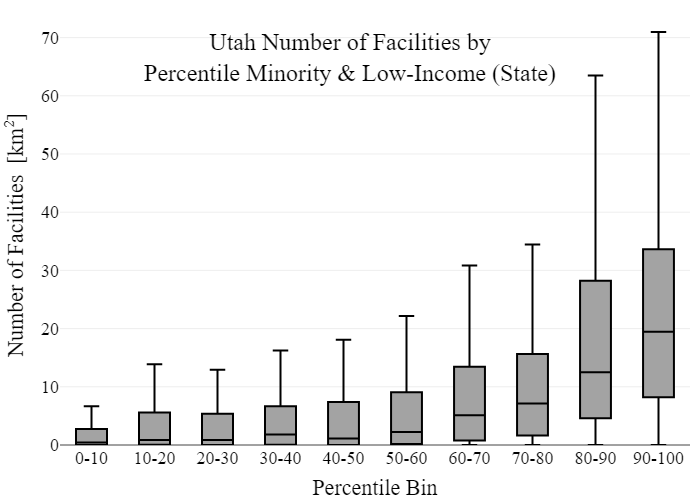 Utah Number of Facilities by
Percentile Minority & Low-Income (State)
Number of Facilities [km²]
70
60
50
40
30
20
10
0
0-10 10-20 20-30 30-40 40-50 50-60 60-70 70-80 80-90 90-100
Percentile Bin